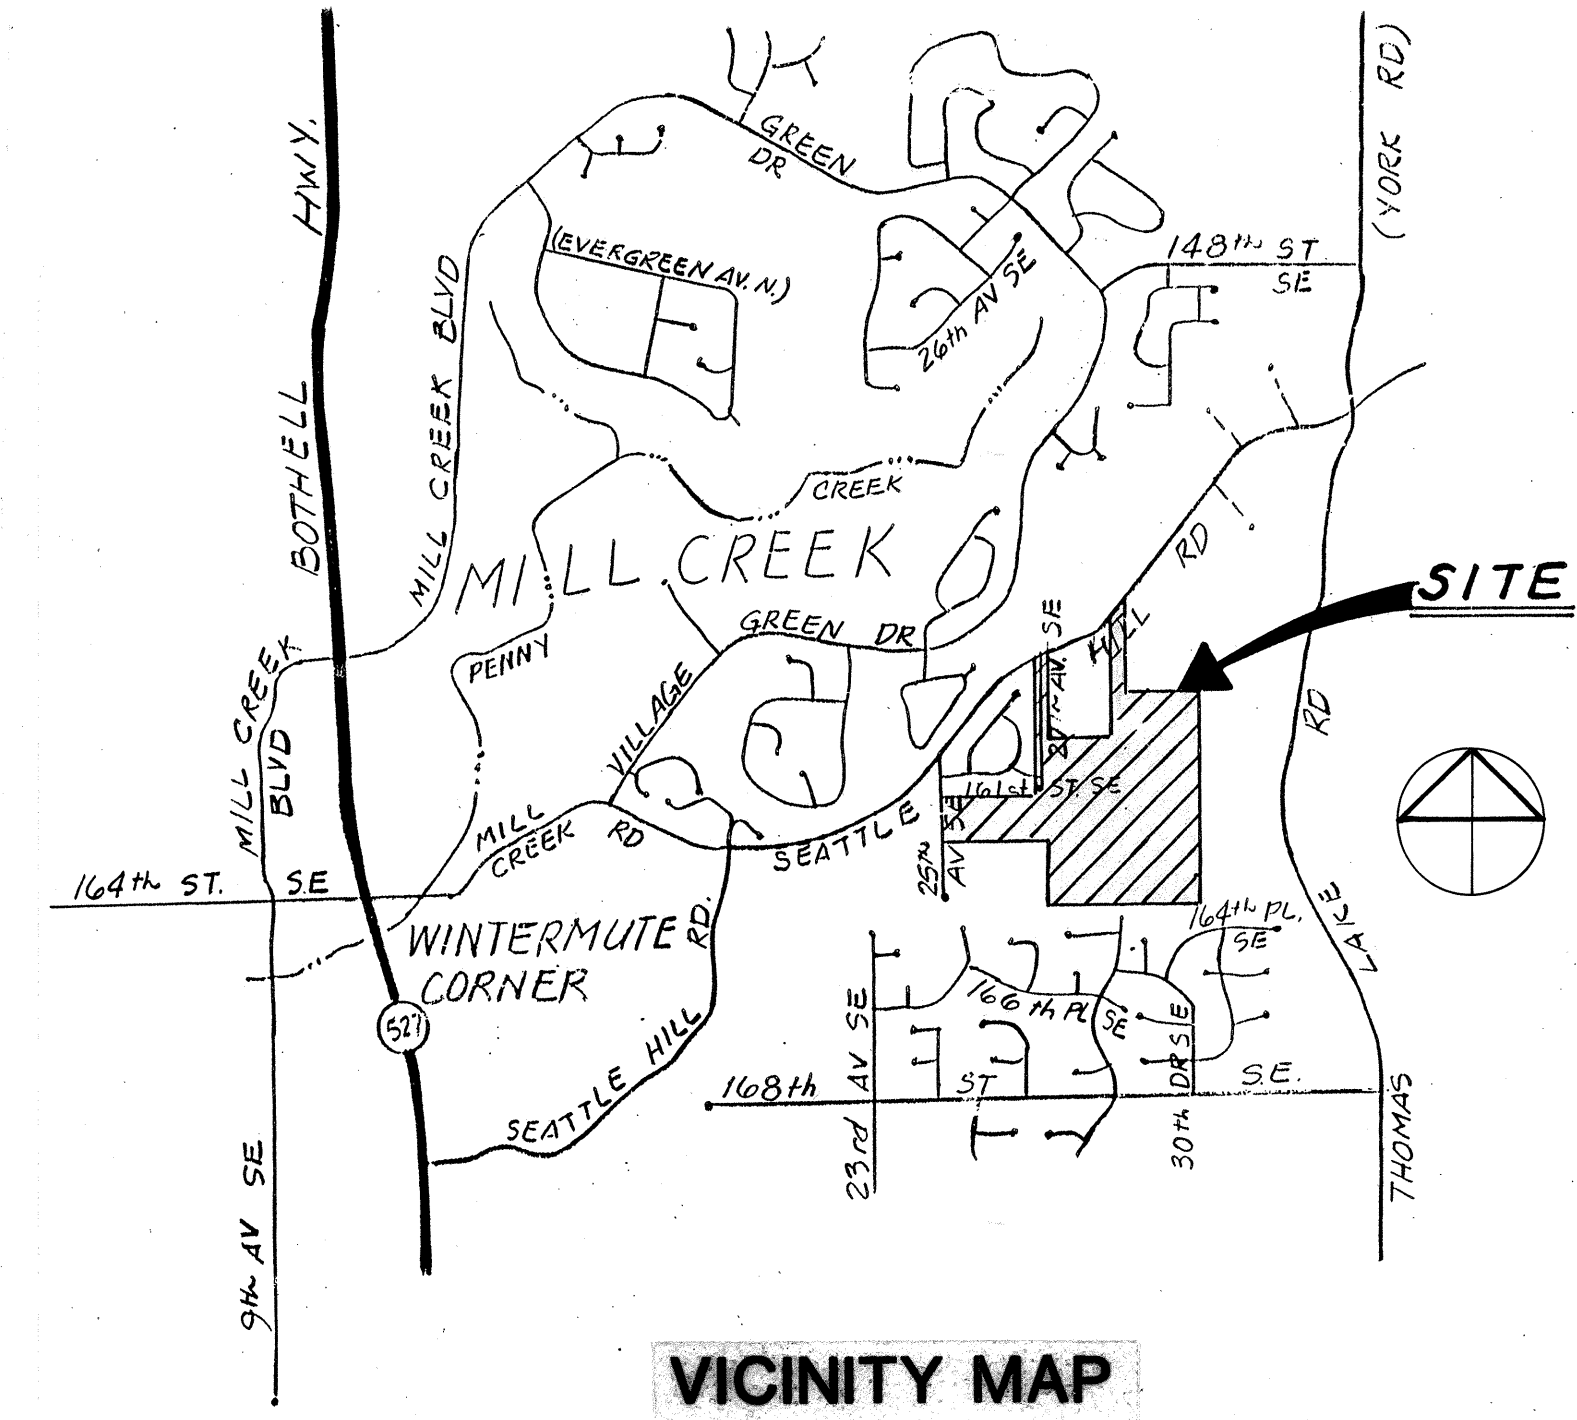 (YORK RD)
HWY.
GREEN
DR
148th ST
SE
(EVERGREEN AV. N.)
26th AV SE
MILL CREEK BLVD
BOTHELL
CREEK
MILL CREEK
RD
SITE
HILL
GREEN DR
PENNY
VILLAGE
MILL CREEK
BLVD
AV. SE
RD
161st ST. SE
MILL
CREEK
RD
SEATTLE
25th
AV SE
164th ST. SE
164th PL.
SE
LAKE
WINTERMUTE
CORNER
RD.
166th PL
SE
527
SEATTLE HILL
168th ST S.E.
23rd AV SE
30th DR SE
THOMAS
9th AV SE
VICINITY MAP